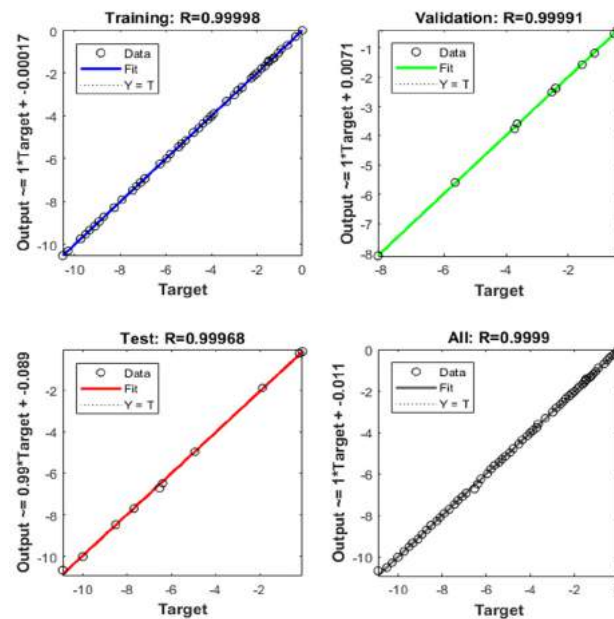 Training: R=0.99998
Output ~= 1*Target + -0.00017
0
-2
-4
-6
-8
-10
Data
Fit
Y = T
-10 -8 -6 -4 -2 0
Target
Validation: R=0.99991
Output ~= 1*Target + 0.0071
-1
-2
-3
-4
-5
-6
-7
-8
Data
Fit
Y = T
-8 -6 -4 -2
Target
Test: R=0.99968
Output ~= 0.99*Target + -0.089
-2
-4
-6
-8
-10
Data
Fit
Y = T
-10 -8 -6 -4 -2
Target
All: R=0.9999
Output ~= 1*Target + -0.011
0
-2
-4
-6
-8
-10
Data
Fit
Y = T
-10 -8 -6 -4 -2
Target